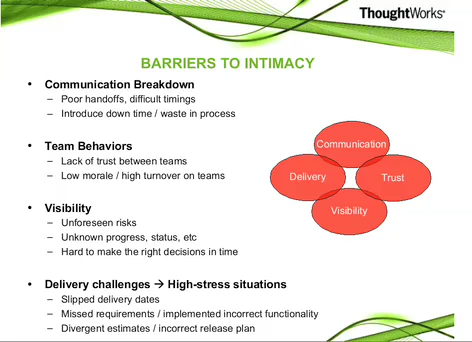 ThoughtWorks®
BARRIERS TO INTIMACY
• Communication Breakdown
– Poor handoffs, difficult timings
– Introduce down time / waste in process
• Team Behaviors
– Lack of trust between teams
– Low morale / high turnover on teams
• Visibility
– Unforeseen risks
– Unknown progress, status, etc
– Hard to make the right decisions in time
• Delivery challenges → High-stress situations
– Slipped delivery dates
– Missed requirements / implemented incorrect functionality
– Divergent estimates / incorrect release plan
Communication
Delivery
Trust
Visibility